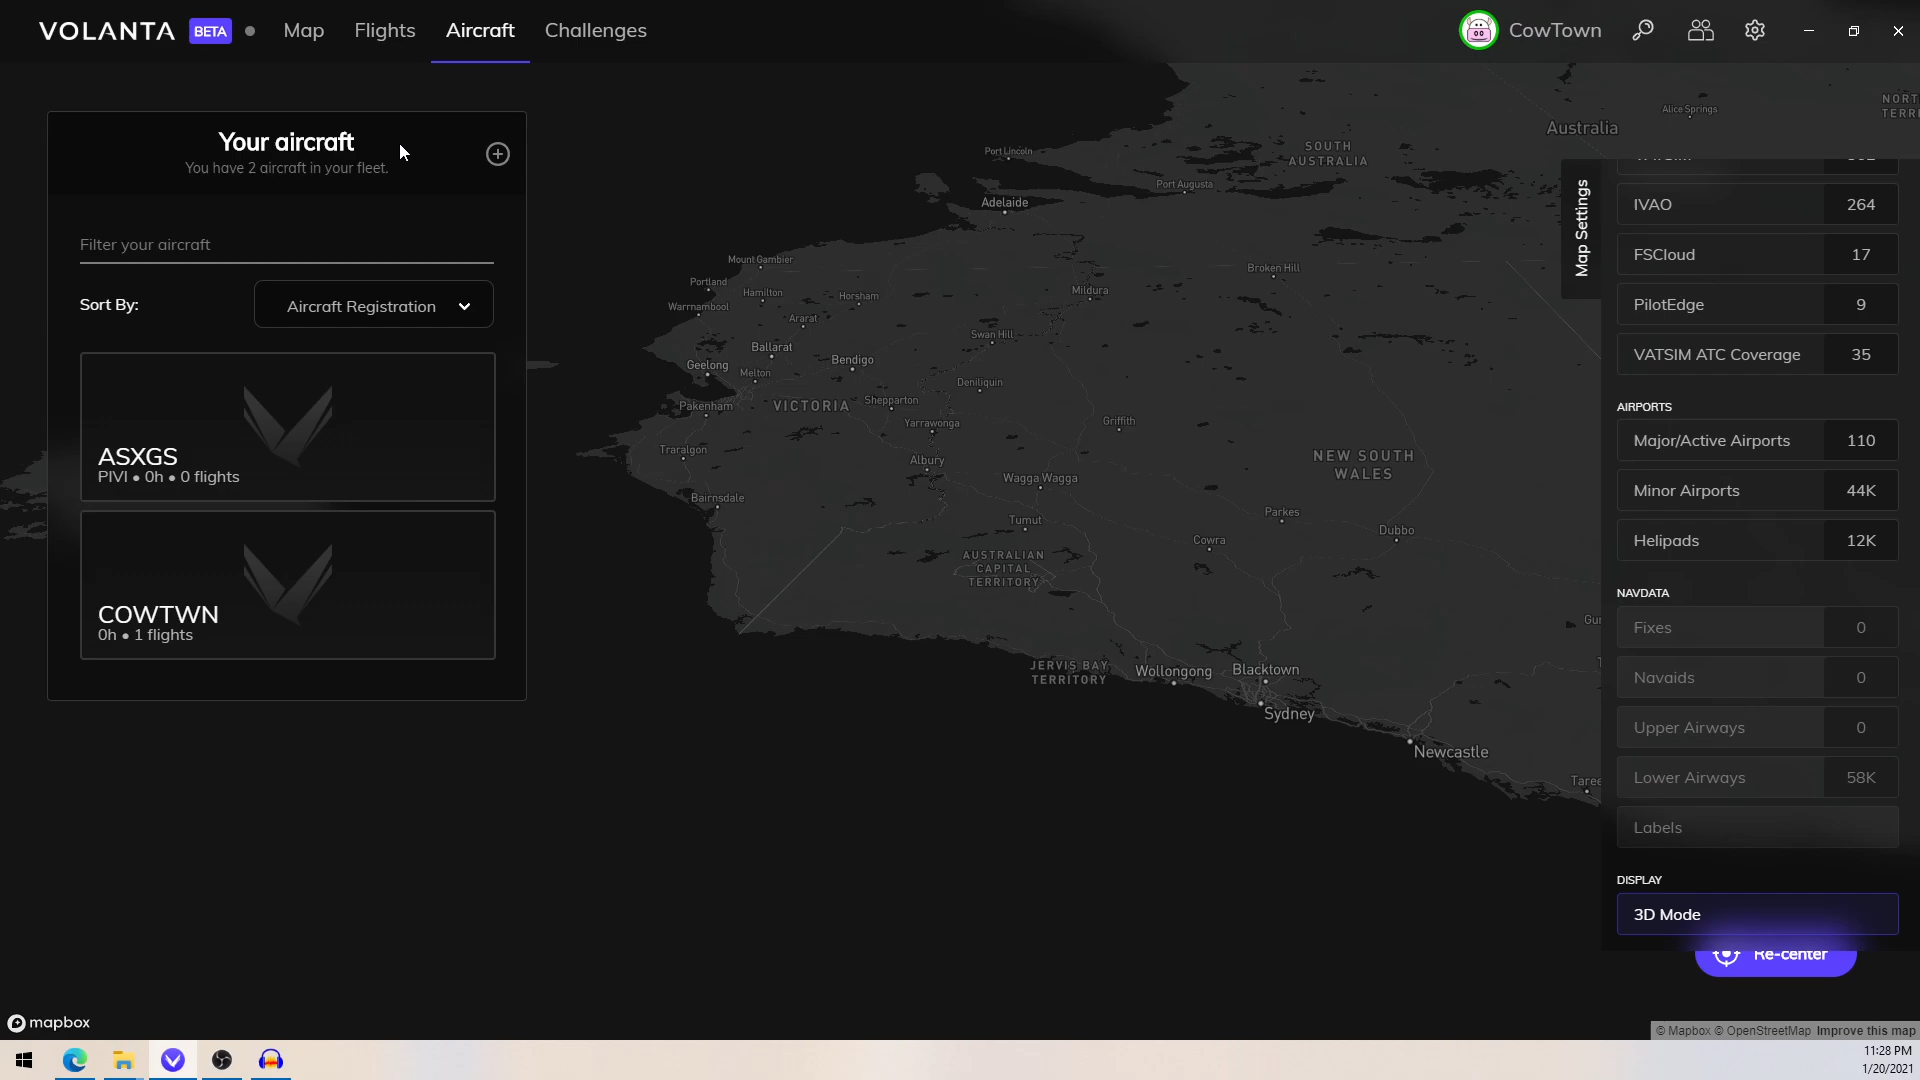 VOLANTA BETA
Map
Flights
Aircraft
Challenges
CowTown
Your aircraft
You have 2 aircraft in your fleet.
Filter your aircraft
Sort By:
Aircraft Registration
ASXGS
PIVI • 0h • 0 flights
COWTWN
0h • 1 flights
Alice Springs
Australia
Port Lincoln
SOUTH
AUSTRALIA
Port Augusta
Adelaide
Mount Gambier
Broken Hill
Portland
Hamilton
Horsham
Mildura
Warrnambool
Ararat
Swan Hill
Ballarat
Bendigo
Geelong
Melton
Deniliquin
Pakenham
VICTORIA
Shepparton
Yarrawonga
Griffith
Traralgon
Albury
NEW SOUTH
WALES
Wagga Wagga
Bairnsdale
Tumut
Parkes
Dubbo
Cowra
AUSTRALIAN
CAPITAL
TERRITORY
JERVIS BAY
TERRITORY
Wollongong
Blacktown
Sydney
Newcastle
Taree
Map Settings
IVAO 264
FSCloud 17
PilotEdge 9
VATSIM ATC Coverage 35
AIRPORTS
Major/Active Airports 110
Minor Airports 44K
Helipads 12K
NAVDATA
Fixes 0
Navaids 0
Upper Airways 0
Lower Airways 58K
Labels
DISPLAY
3D Mode
Re-center
mapbox
© Mapbox © OpenStreetMap Improve this map
11:28 PM
1/20/2021